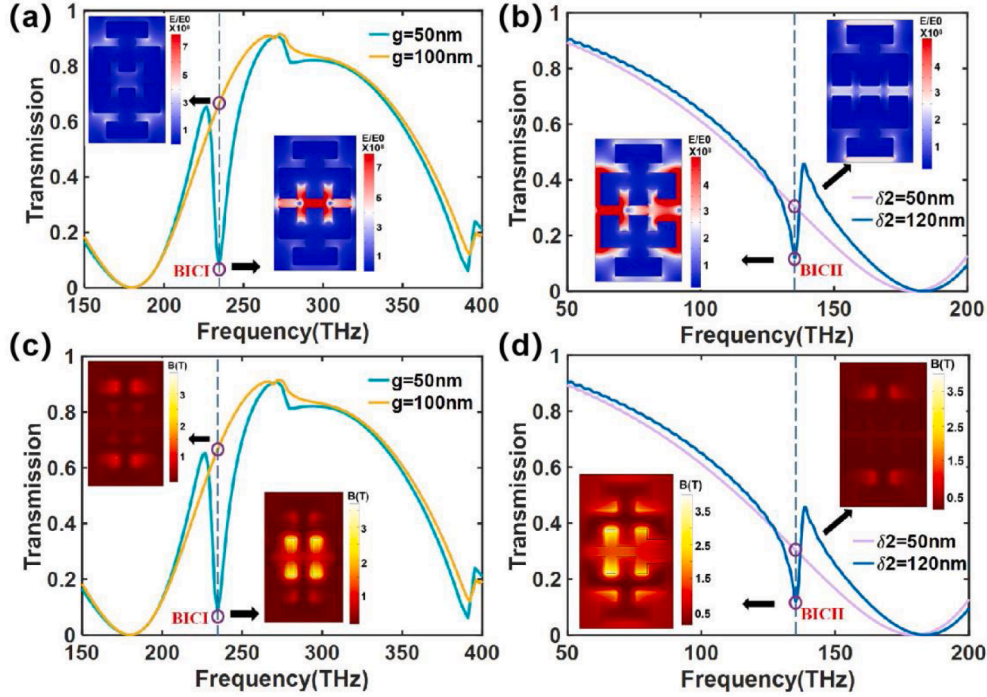 (a)
E/E0
X10⁵
7
5
3
1
g=50nm
g=100nm
E/E0
X10³
7
5
3
1
BICI
Transmission
1
0.8
0.6
0.4
0.2
0
150 200 250 300 350 400
Frequency(THz)
(b)
E/E0
X10³
4
3
2
1
E/E0
X10³
4
3
2
1
δ2=50nm
δ2=120nm
BICII
Transmission
1
0.8
0.6
0.4
0.2
0
50 100 150 200
Frequency(THz)
(c)
B(T)
3
2
1
g=50nm
g=100nm
B(T)
3
2
1
BICI
Transmission
1
0.8
0.6
0.4
0.2
0
150 200 250 300 350 400
Frequency(THz)
(d)
B(T)
3.5
2.5
1.5
0.5
B(T)
3.5
2.5
1.5
0.5
δ2=50nm
δ2=120nm
BICII
Transmission
1
0.8
0.6
0.4
0.2
0
50 100 150 200
Frequency(THz)